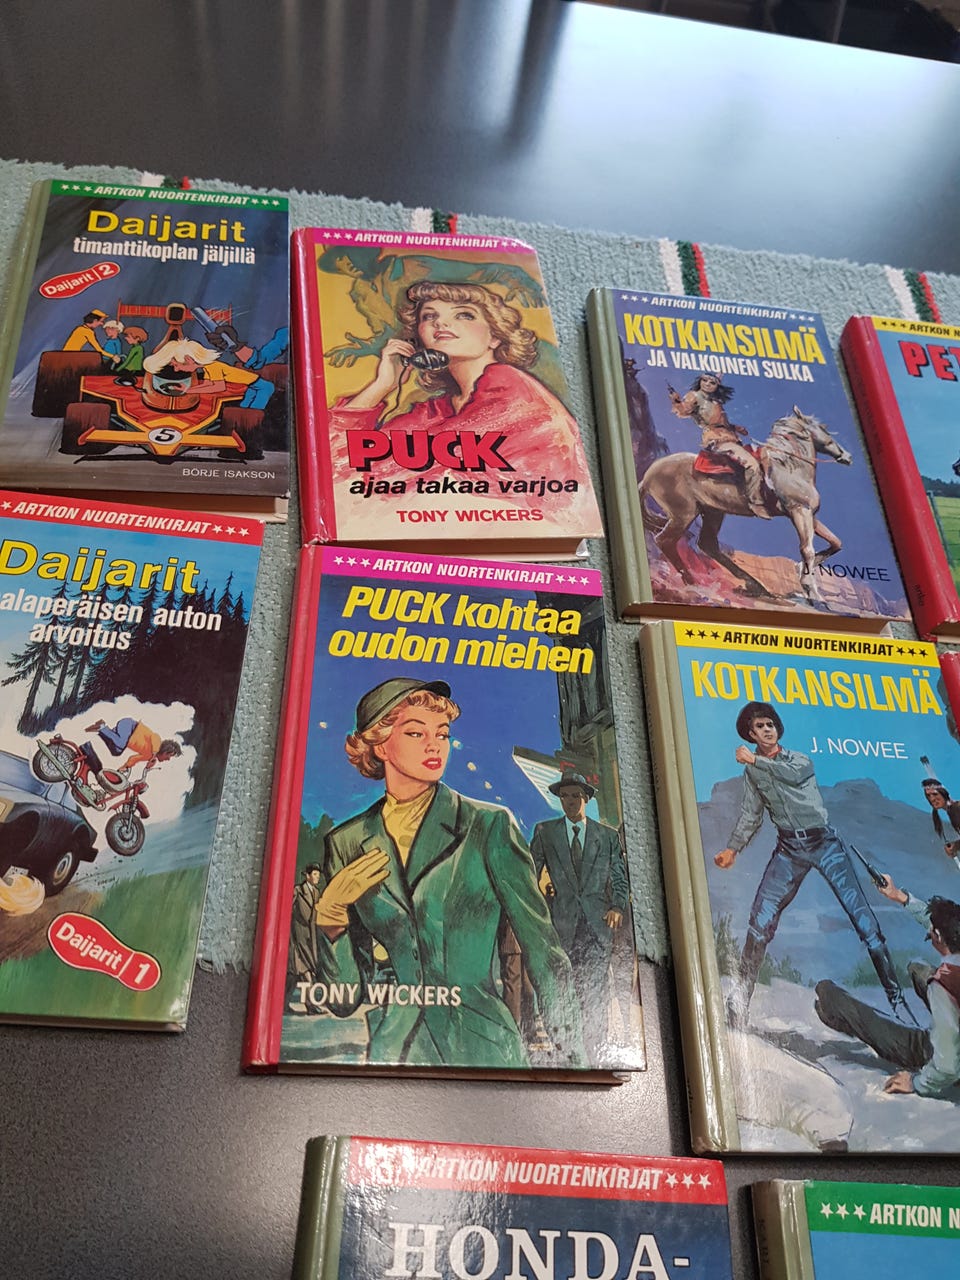 ★★★ ARTKON NUORTENKIRJAT ★★★
Daijarit
timanttikoplan jäljillä
Daijarit 2
5
BÖRJE ISAKSON
★★★ ARTKON NUORTENKIRJAT ★★★
PUCK
ajaa takaa varjoa
TONY WICKERS
★★★ ARTKON NUORTENKIRJAT ★★★
KOTKANSILMÄ
JA VALKOINEN SULKA
J. NOWEE
★★★ ARTKON N
PET
★ ARTKON NUORTENKIRJAT ★★★
Daijarit
alaperäisen auton
arvoitus
Daijarit 1
★★★ ARTKON NUORTENKIRJAT ★★★
PUCK kohtaa
oudon miehen
TONY WICKERS
★★★ ARTKON NUORTENKIRJAT ★★★
KOTKANSILMÄ
J. NOWEE
ARTKON NUORTENKIRJAT ★★★
HONDA-
★★★ ARTKON N